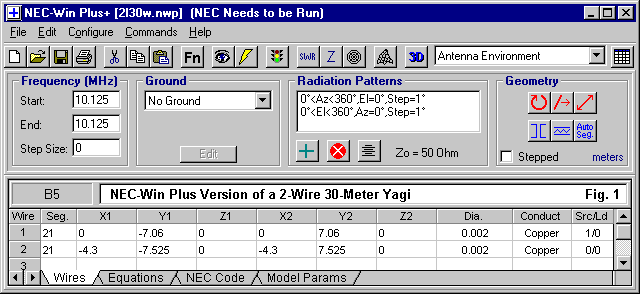 NEC-Win Plus+ [2l30w.nwp] (NEC Needs to be Run)
File Edit Configure Commands Help
Fn SWR Z 3D Antenna Environment
Frequency (MHz) Ground Radiation Patterns Geometry
Start: 10.125 No Ground 0°<Az<360°,El=0°,Step=1°
0°<El<360°,Az=0°,Step=1°
End: 10.125
Step Size: 0 Edit Zo = 50 Ohm Auto Seg.
Stepped meters
B5 NEC-Win Plus Version of a 2-Wire 30-Meter Yagi Fig. 1
Wire Seg. X1 Y1 Z1 X2 Y2 Z2 Dia. Conduct Src/Ld
1 21 0 -7.06 0 0 7.06 0 0.002 Copper 1/0
2 21 -4.3 -7.525 0 -4.3 7.525 0 0.002 Copper 0/0
3
Wires Equations NEC Code Model Params